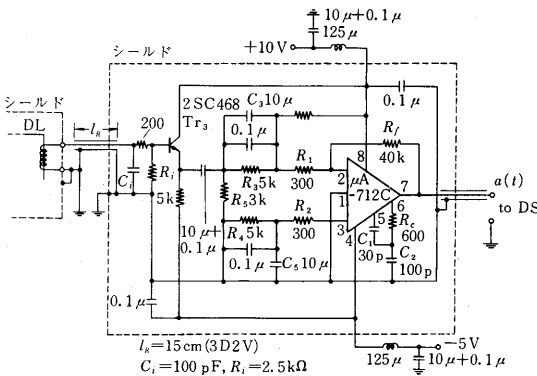 10μ+0.1μ
125μ
シールド
+10V
シールド
DL
lR
200
2SC468
Tr3
C3 10μ
0.1μ
0.1μ
Ci
Ri
5k
R3 5k
R1
300
Rf
40k
R5 3k
R4 5k
R2
300
10μ+
0.1μ
0.1μ
C5 10μ
8
2
μA
-712C
7
1
3
4
5
6
C1
30p
Rc
600
C2
100p
a(t)
to DS
0.1μ
lR=15cm(3D2V)
Ci=100pF, Ri=2.5kΩ
-5V
125μ
10μ+0.1μ